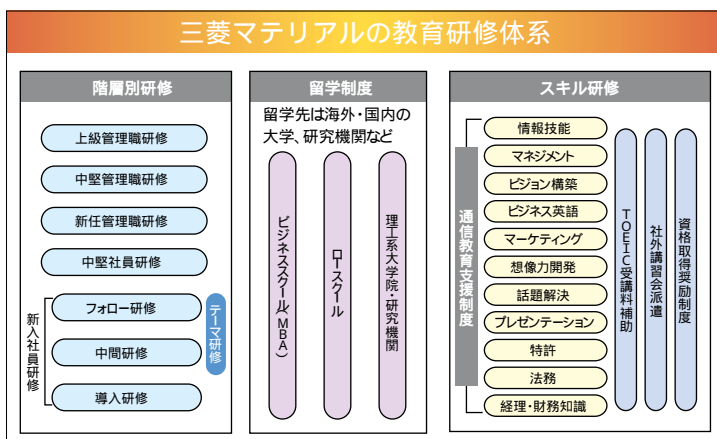 三菱マテリアルの教育研修体系
階層別研修
上級管理職研修
中堅管理職研修
新任管理職研修
中堅社員研修
新入社員研修
フォロー研修
中間研修
導入研修
テーマ研修
留学制度
留学先は海外・国内の
大学、研究機関など
ビジネススクール(MBA)
ロースクール
理工系大学院・研究機関
スキル研修
通信教育支援制度
情報技能
マネジメント
ビジョン構築
ビジネス英語
マーケティング
想像力開発
話題解決
プレゼンテーション
特許
法務
経理・財務知識
TOEIC受講料補助
社外講習会派遣
資格取得奨励制度